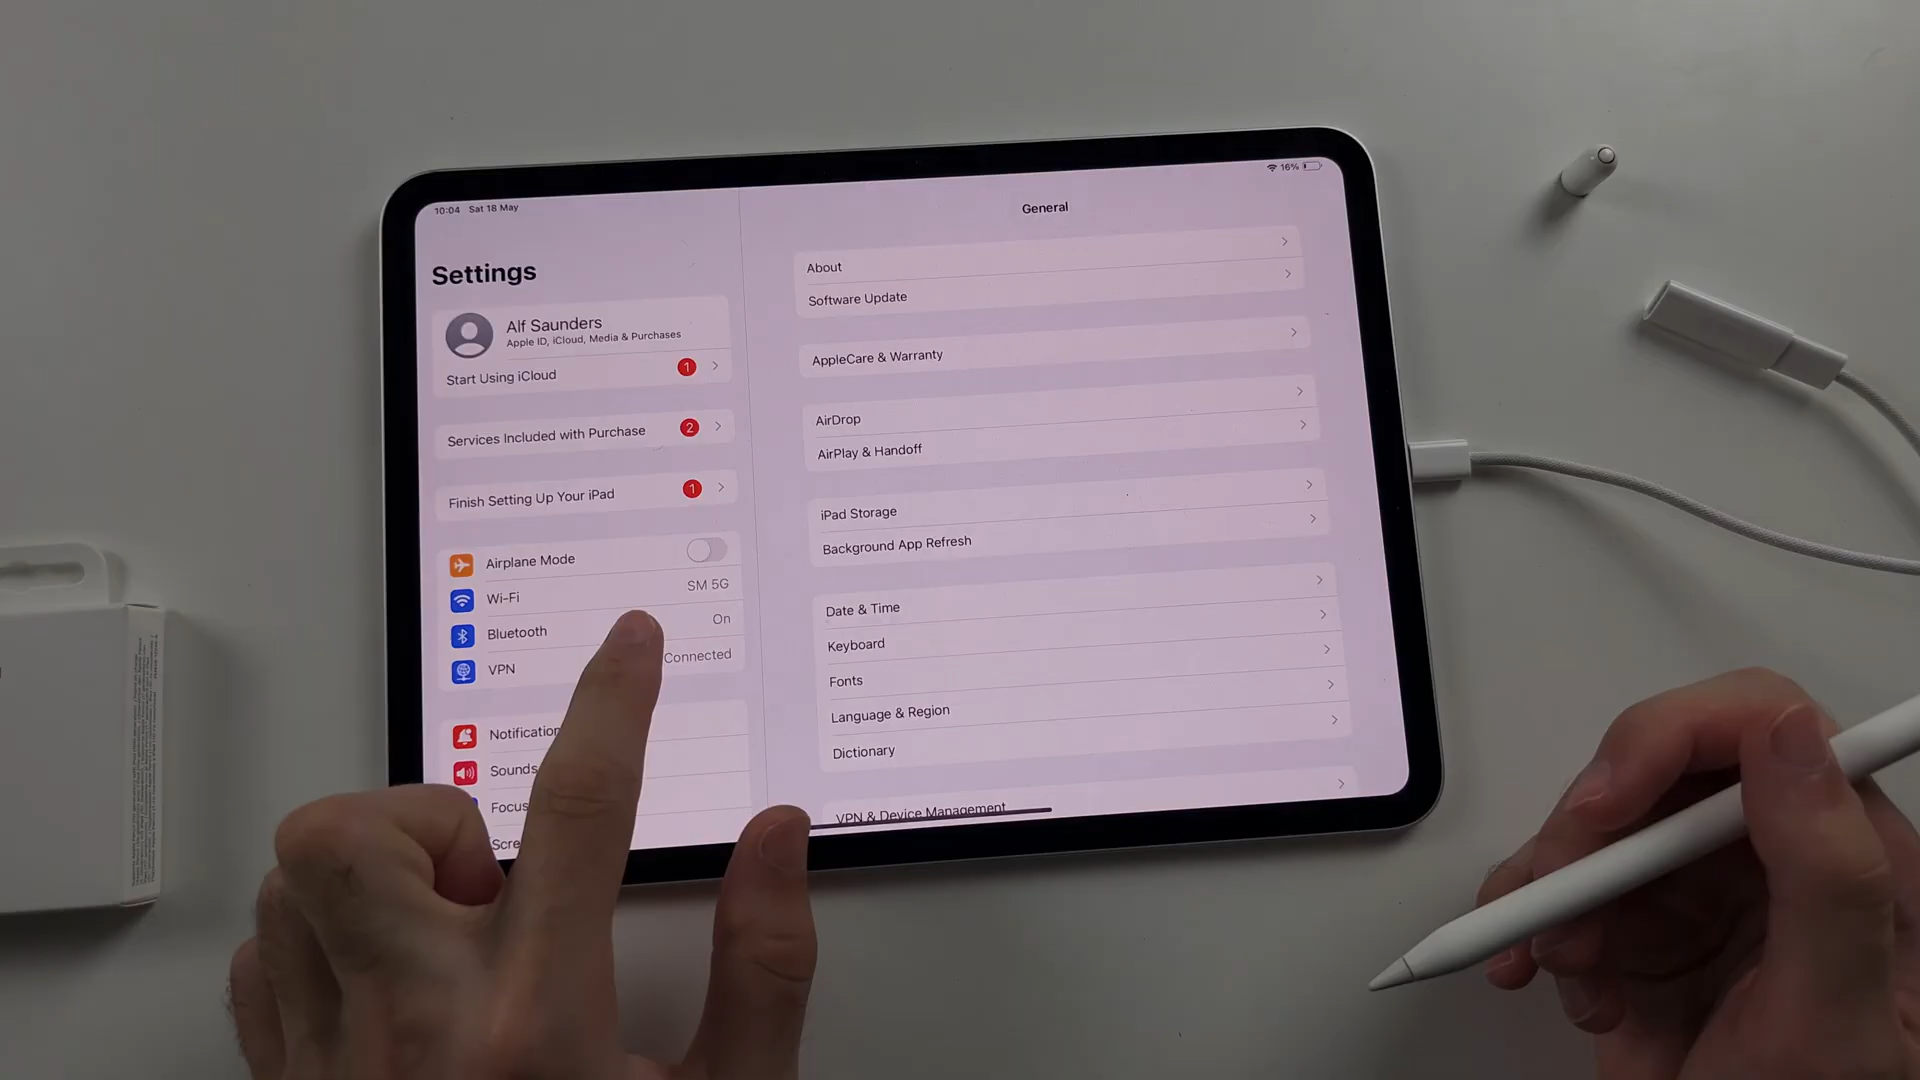 10:04 Sat 18 May
16%
Settings
Alf Saunders
Apple ID, iCloud, Media & Purchases
Start Using iCloud 1
Services Included with Purchase 2
Finish Setting Up Your iPad 1
Airplane Mode
Wi-Fi SM 5G
Bluetooth On
VPN Connected
Notification
Sounds
Focus
Scre
General
About
Software Update
AppleCare & Warranty
AirDrop
AirPlay & Handoff
iPad Storage
Background App Refresh
Date & Time
Keyboard
Fonts
Language & Region
Dictionary
VPN & Device Management